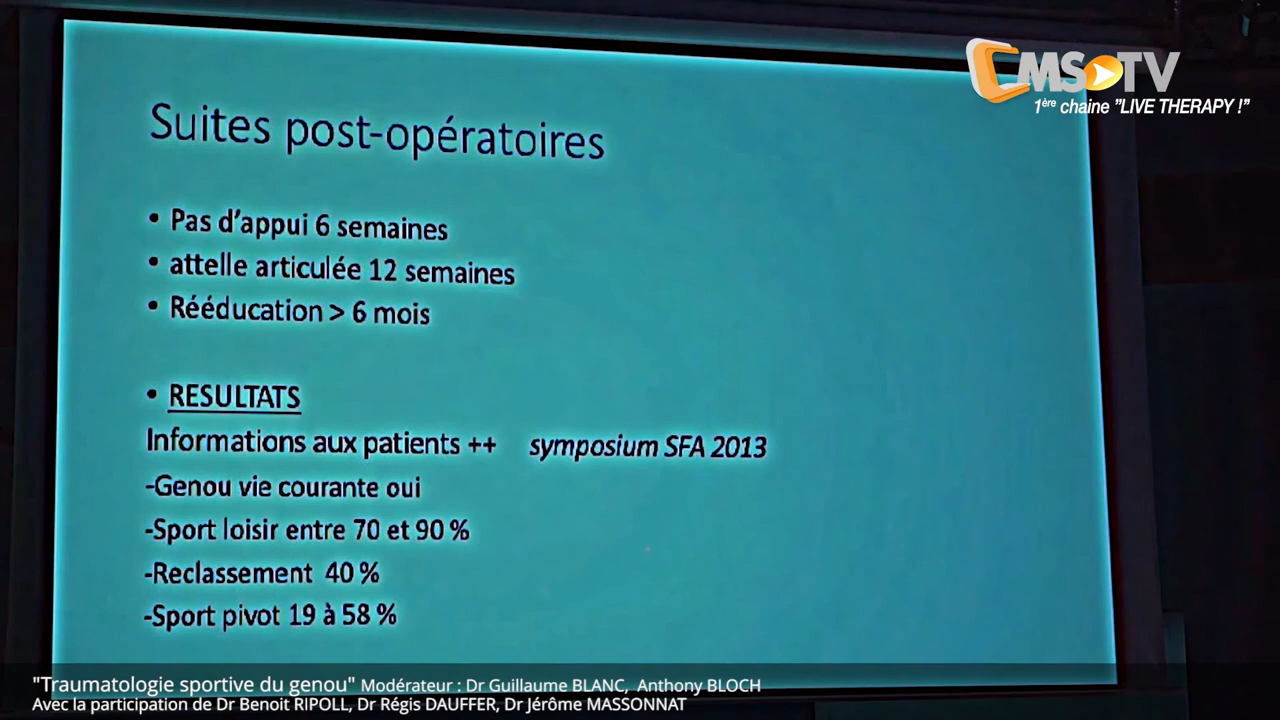 CMS TV
1ère chaine "LIVE THERAPY !"
Suites post-opératoires
• Pas d'appui 6 semaines
• attelle articulée 12 semaines
• Rééducation > 6 mois
• RESULTATS
Informations aux patients ++ symposium SFA 2013
-Genou vie courante oui
-Sport loisir entre 70 et 90 %
-Reclassement 40 %
-Sport pivot 19 à 58 %
"Traumatologie sportive du genou" Modérateur : Dr Guillaume BLANC, Anthony BLOCH
Avec la participation de Dr Benoit RIPOLL, Dr Régis DAUFFER, Dr Jérôme MASSONNAT